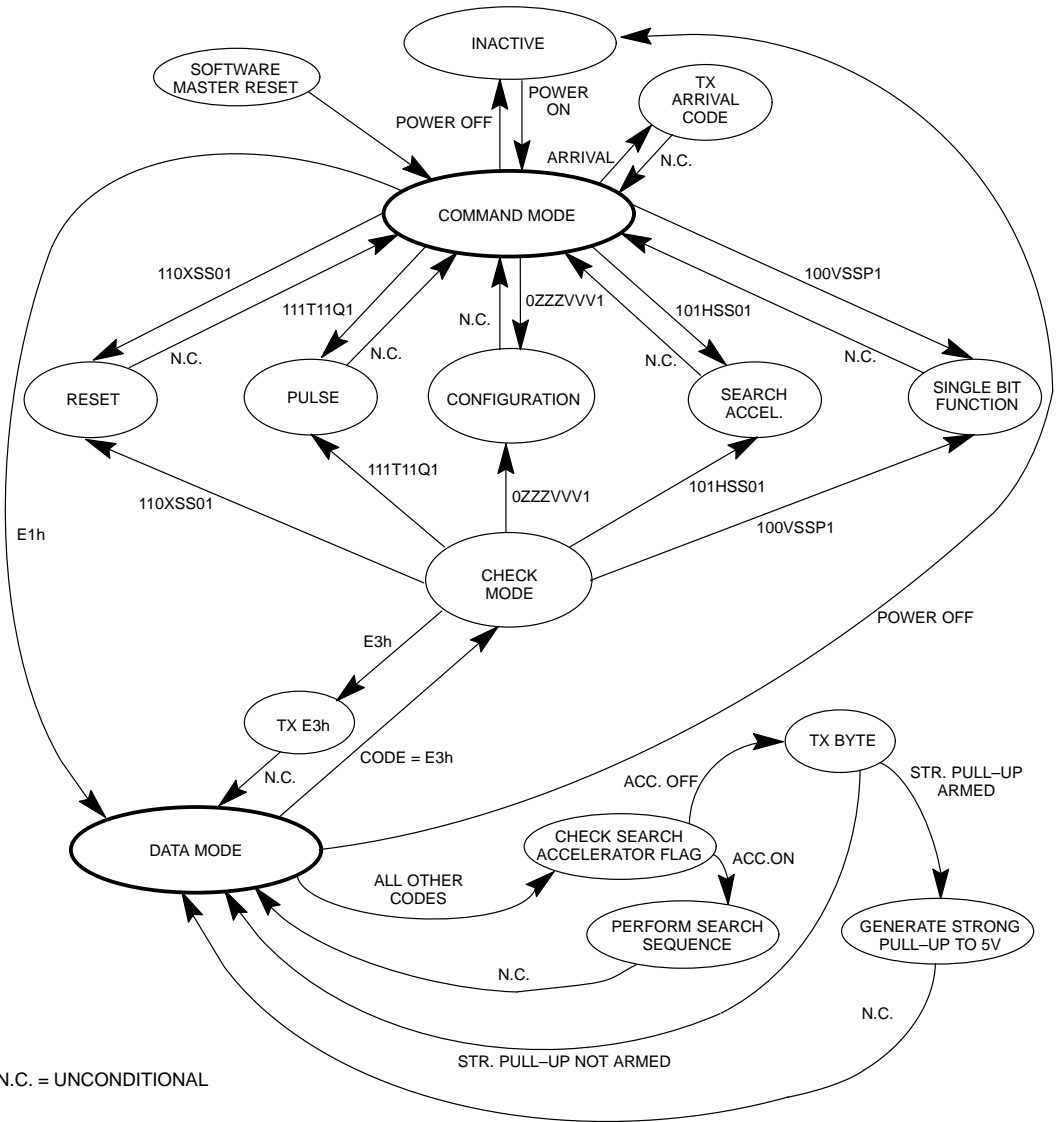 INACTIVE
SOFTWARE
MASTER RESET
TX
ARRIVAL
CODE
POWER
ON
POWER OFF
ARRIVAL
N.C.
COMMAND MODE
110XSS01
111T11Q1
0ZZZVVV1
101HSS01
100VSSP1
N.C.
N.C.
N.C.
N.C.
N.C.
RESET
PULSE
CONFIGURATION
SEARCH
ACCEL.
SINGLE BIT
FUNCTION
110XSS01
111T11Q1
0ZZZVVV1
101HSS01
100VSSP1
E1h
CHECK
MODE
POWER OFF
E3h
TX E3h
CODE = E3h
N.C.
TX BYTE
ACC. OFF
STR. PULL–UP
ARMED
DATA MODE
CHECK SEARCH
ACCELERATOR FLAG
ACC.ON
ALL OTHER
CODES
PERFORM SEARCH
SEQUENCE
GENERATE STRONG
PULL–UP TO 5V
N.C.
N.C.
STR. PULL–UP NOT ARMED
N.C. = UNCONDITIONAL